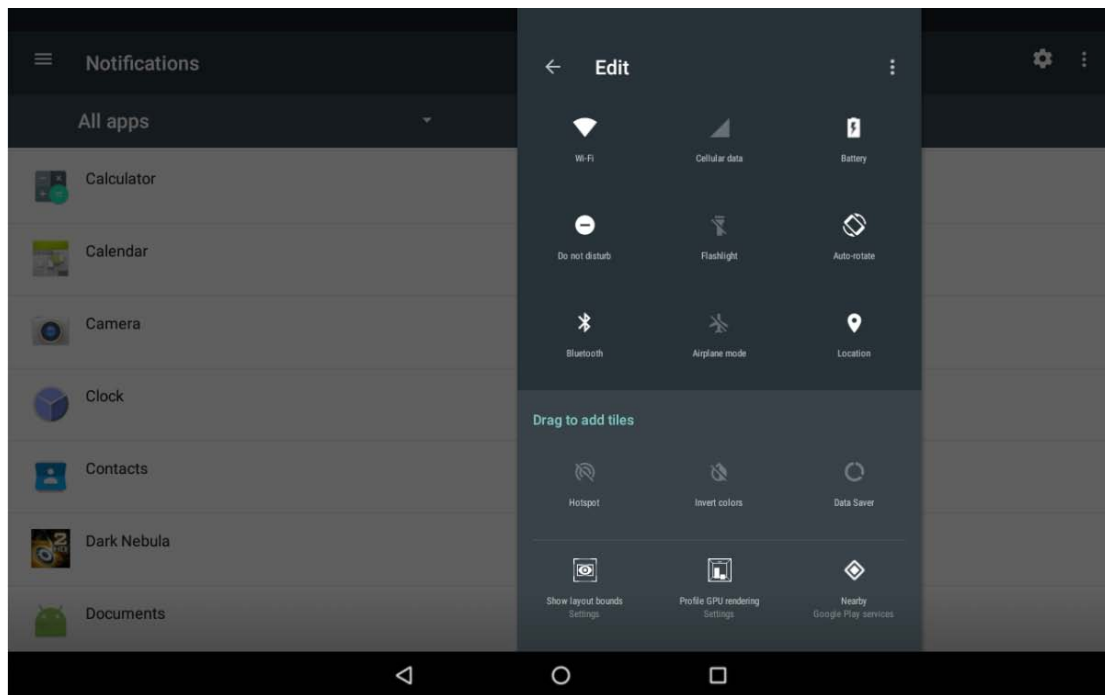 Notifications
All apps
Calculator
Calendar
Camera
Clock
Contacts
Dark Nebula
Documents
Edit
Wi-Fi
Cellular data
Battery
Do not disturb
Flashlight
Auto-rotate
Bluetooth
Airplane mode
Location
Drag to add tiles
Hotspot
Invert colors
Data Saver
Show layout bounds
Settings
Profile GPU rendering
Settings
Nearby
Google Play services